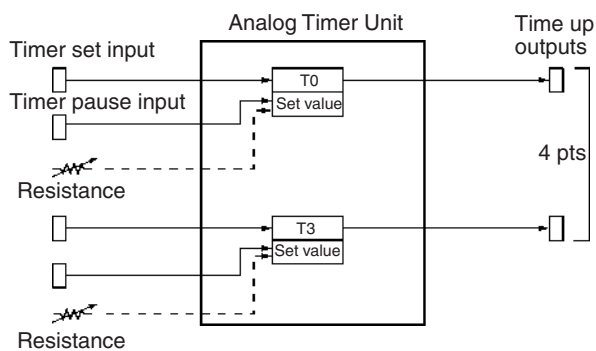 Analog Timer Unit
Time up
outputs
Timer set input
T0
Timer pause input
Set value
4 pts
Resistance
T3
Set value
Resistance